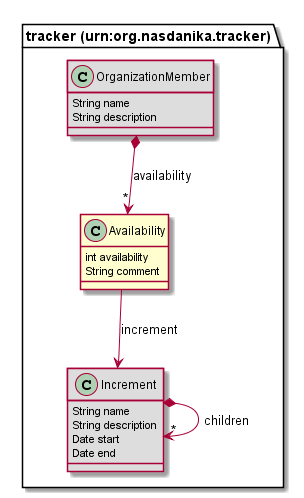 tracker (urn:org.nasdanika.tracker)
C OrganizationMember
String name
String description
availability
*
C Availability
int availability
String comment
increment
C Increment
String name
String description
Date start
Date end
children
*